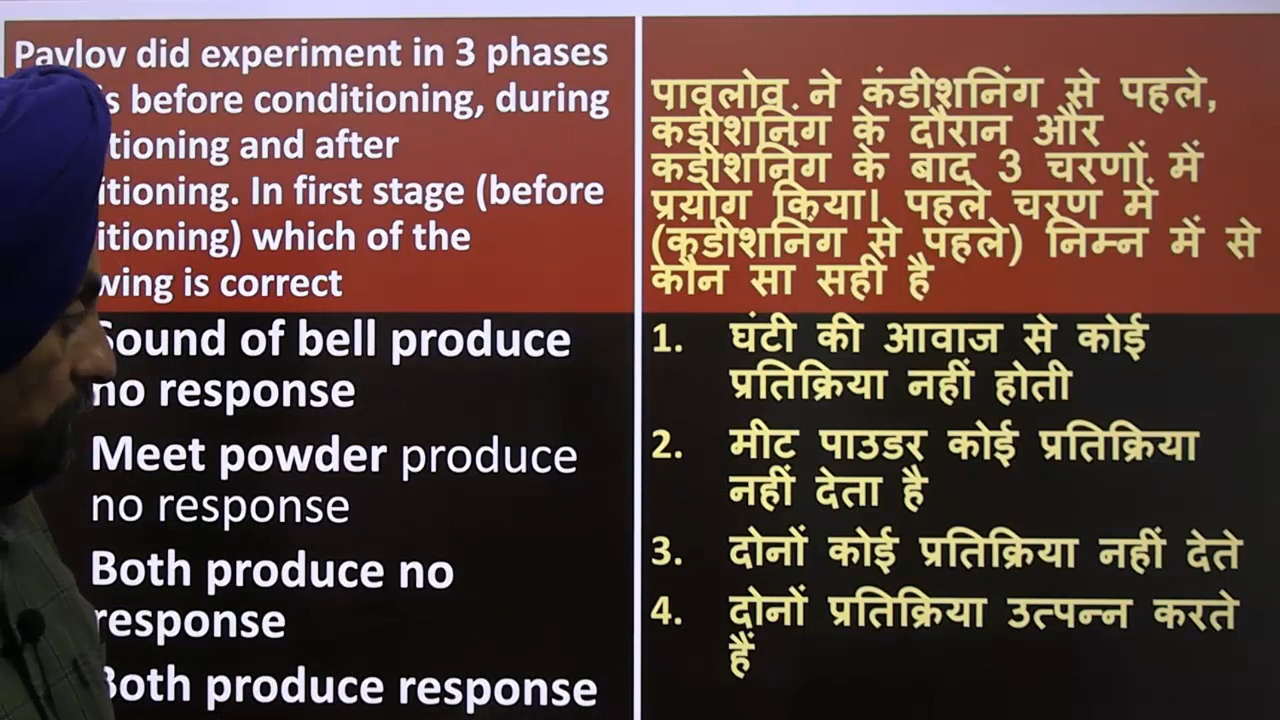 Pavlov did experiment in 3 phases
is before conditioning, during
tioning and after
itioning. In first stage (before
itioning) which of the
wing is correct
Sound of bell produce
no response
Meet powder produce
no response
Both produce no
response
Both produce response
पावलोव ने कंडीशनिंग से पहले,
कंडीशनिंग के दौरान और
कंडीशनिंग के बाद 3 चरणों में
प्रयोग किया। पहले चरण में
(कंडीशनिंग से पहले) निम्न में से
कौन सा सही है
1. घंटी की आवाज से कोई
प्रतिक्रिया नहीं होती
2. मीट पाउडर कोई प्रतिक्रिया
नहीं देता है
3. दोनों कोई प्रतिक्रिया नहीं देते
4. दोनों प्रतिक्रिया उत्पन्न करते
हैं